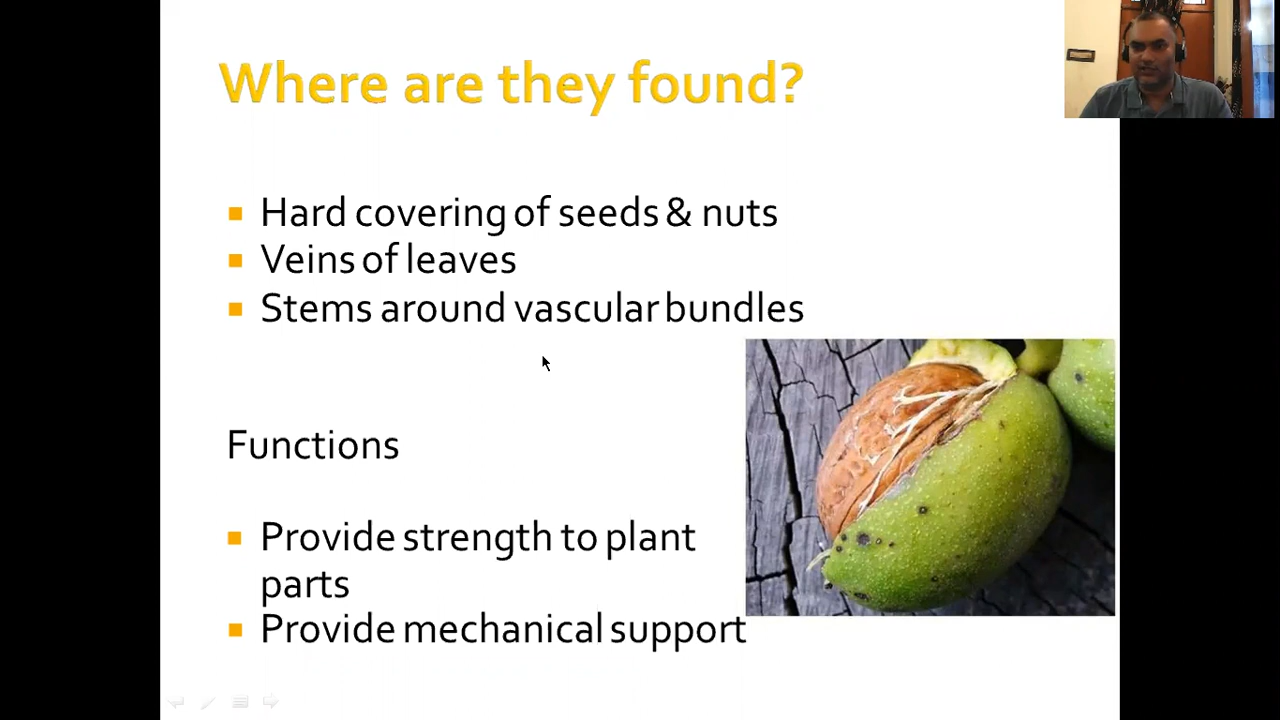 Where are they found?
Hard covering of seeds & nuts
Veins of leaves
Stems around vascular bundles
Functions
Provide strength to plant
parts
Provide mechanical support